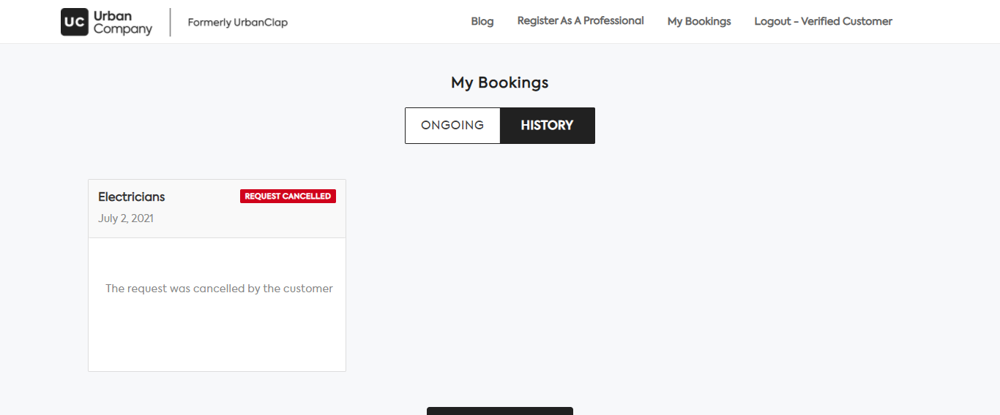 UC Urban Company
Formerly UrbanClap
Blog
Register As A Professional
My Bookings
Logout - Verified Customer
My Bookings
ONGOING
HISTORY
Electricians
REQUEST CANCELLED
July 2, 2021
The request was cancelled by the customer